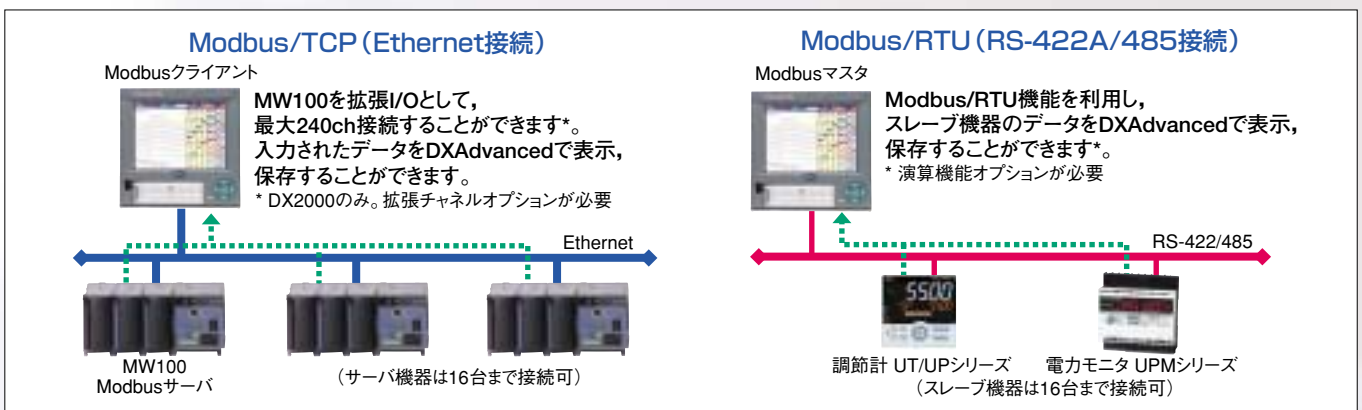 Modbus/TCP(Ethernet接続)
Modbusクライアント
MW100を拡張I/Oとして,
最大240ch接続することができます*。
入力されたデータをDXAdvancedで表示,
保存することができます。
* DX2000のみ。拡張チャネルオプションが必要
Ethernet
MW100
Modbusサーバ
(サーバ機器は16台まで接続可)
Modbus/RTU(RS-422A/485接続)
Modbusマスタ
Modbus/RTU機能を利用し,
スレーブ機器のデータをDXAdvancedで表示,
保存することができます*。
* 演算機能オプションが必要
RS-422/485
5500
調節計 UT/UPシリーズ
電力モニタ UPMシリーズ
(スレーブ機器は16台まで接続可)